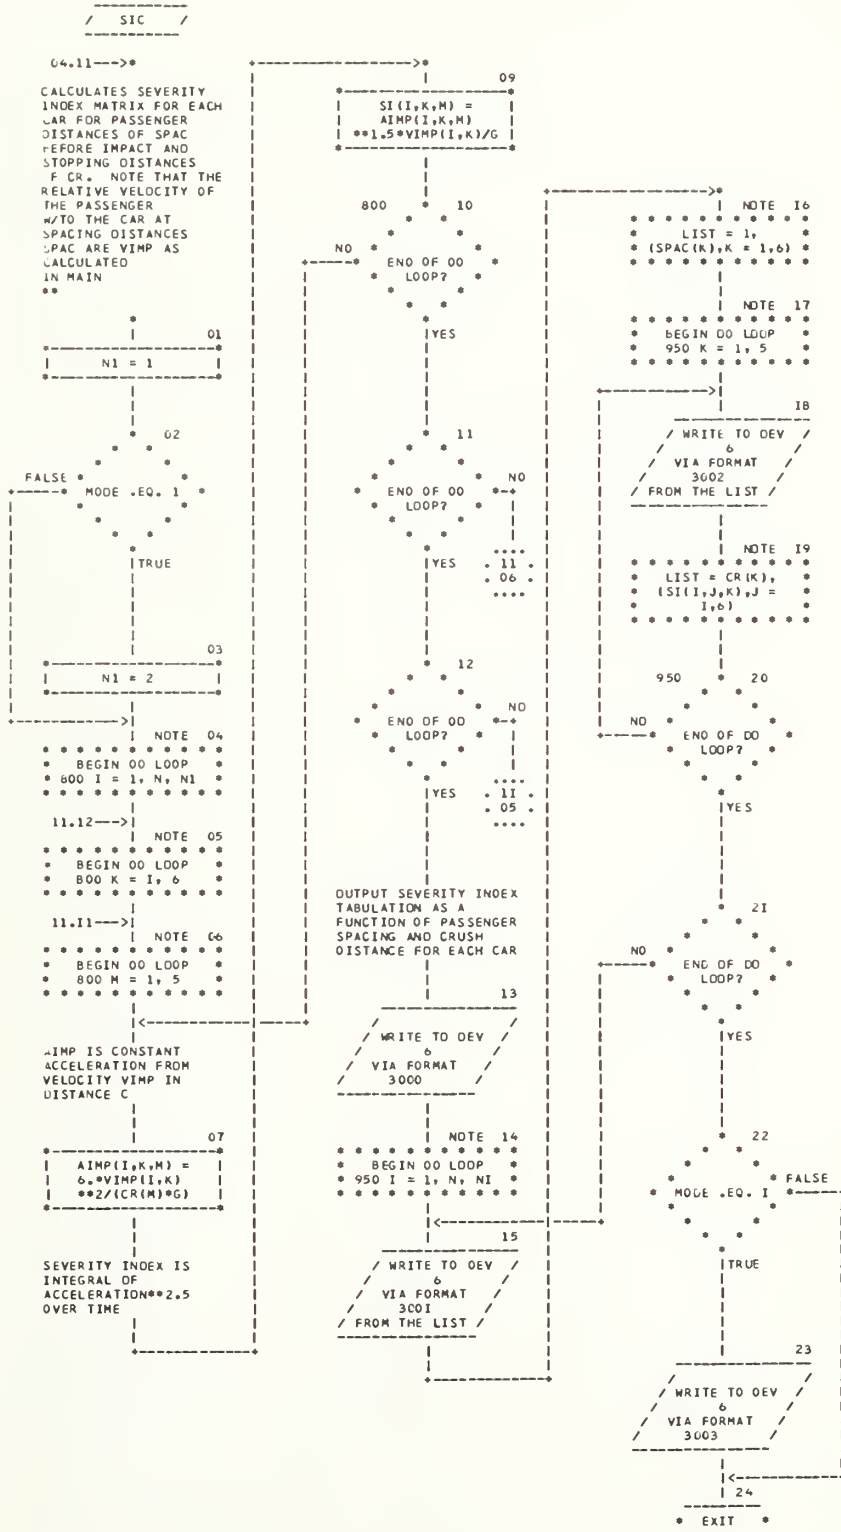 / SIC /
04.11--->*
CALCULATES SEVERITY
INDEX MATRIX FOR EACH
CAR FOR PASSENGER
DISTANCES OF SPAC
BEFORE IMPACT AND
STOPPING DISTANCES
F CR. NOTE THAT THE
RELATIVE VELOCITY OF
THE PASSENGER
W/TO THE CAR AT
SPACING DISTANCES
SPAC ARE VIMP AS
CALCULATED
IN MAIN
**
01
N1 = 1
02
FALSE
MODE .EQ. 1
TRUE
03
N1 = 2
NOTE 04
BEGIN DO LOOP
800 I = 1, N, N1
11.12--->|
NOTE 05
BEGIN DO LOOP
800 K = I, 6
11.I1--->|
NOTE 06
BEGIN DO LOOP
800 M = 1, 5
AIMP IS CONSTANT
ACCELERATION FROM
VELOCITY VIMP IN
DISTANCE C
07
AIMP(I,K,M) =
6.*VIMP(I,K)
**2/(CR(M)*G)
SEVERITY INDEX IS
INTEGRAL OF
ACCELERATION**2.5
OVER TIME
09
SI(I,K,M) =
AIMP(I,K,M)
**1.5*VIMP(I,K)/G
800 10
NO
END OF DO
LOOP?
YES
11
NO
END OF DO
LOOP?
YES
11
06
12
NO
END OF DO
LOOP?
YES
1I
05
OUTPUT SEVERITY INDEX
TABULATION AS A
FUNCTION OF PASSENGER
SPACING AND CRUSH
DISTANCE FOR EACH CAR
13
/ WRITE TO DEV /
6
VIA FORMAT
3000
NOTE 14
BEGIN DO LOOP
950 I = 1, N, NI
15
/ WRITE TO DEV /
6
VIA FORMAT
300I
/ FROM THE LIST /
NOTE I6
LIST = 1,
(SPAC(K),K = 1,6)
NOTE 17
BEGIN DO LOOP
950 K = 1, 5
I8
/ WRITE TO DEV /
6
VIA FORMAT
3002
/ FROM THE LIST /
NOTE I9
LIST = CR(K),
(SI(I,J,K),J =
I,6)
950 20
NO
END OF DO
LOOP?
YES
2I
NO
END OF DO
LOOP?
YES
22
FALSE
MODE .EQ. I
TRUE
23
/ WRITE TO DEV /
6
VIA FORMAT
3003
24
* EXIT *